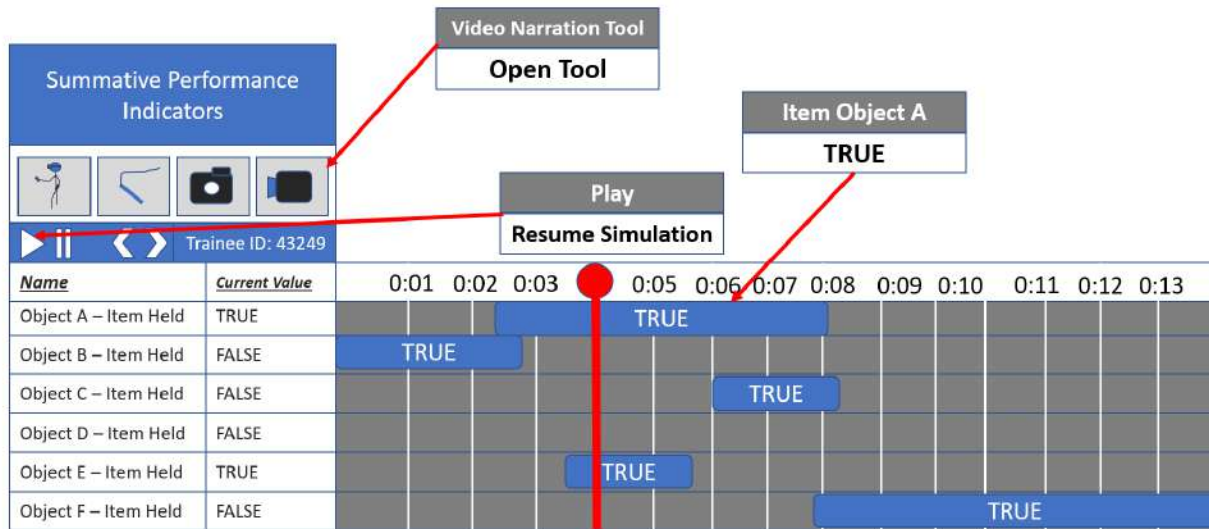 Video Narration Tool
Open Tool
Summative Performance
Indicators
Item Object A
TRUE
Play
Resume Simulation
Trainee ID: 43249
Name Current Value 0:01 0:02 0:03 0:05 0:06 0:07 0:08 0:09 0:10 0:11 0:12 0:13
Object A – Item Held TRUE TRUE
Object B – Item Held FALSE TRUE
Object C – Item Held FALSE TRUE
Object D – Item Held FALSE
Object E – Item Held TRUE TRUE
Object F – Item Held FALSE TRUE